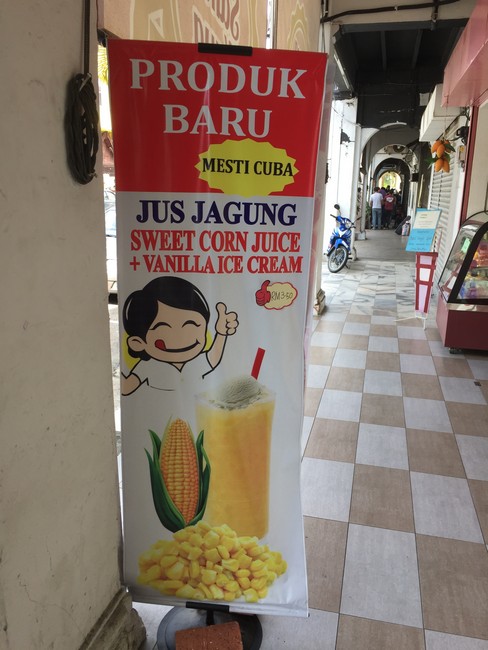 PRODUK
BARU
MESTI CUBA
JUS JAGUNG
SWEET CORN JUICE
+ VANILLA ICE CREAM
RM3.50